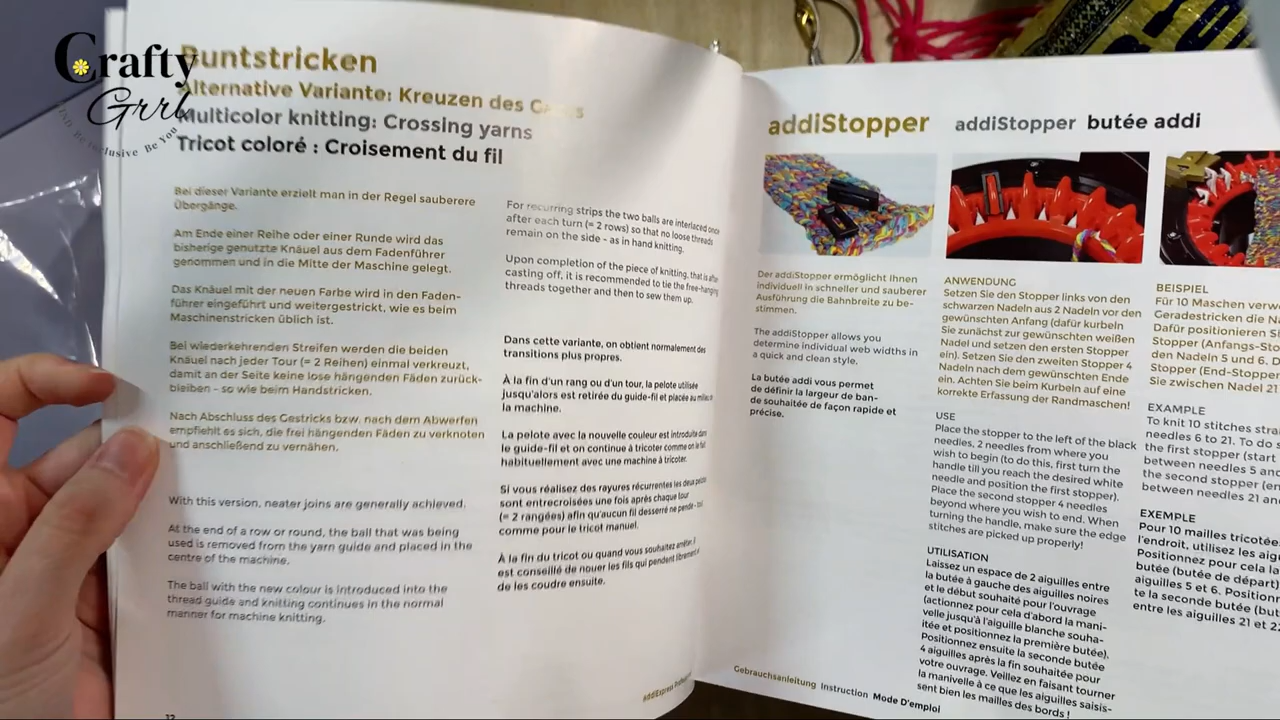 Crafty
Grrl
Be Inclusive Be You
Buntstricken
Alternative Variante: Kreuzen des
Multicolor knitting: Crossing yarns
Tricot coloré : Croisement du fil
Bei dieser Variante erzielt man in der Regel sauberere
Übergänge.
Am Ende einer Reihe oder einer Runde wird das
bisherige genutzte Knäuel aus dem Fadenführer
genommen und in die Mitte der Maschine gelegt.
Das Knäuel mit der neuen Farbe wird in den Faden-
führer eingeführt und weitergestrickt, wie es beim
Maschinenstricken üblich ist.
Bei wiederkehrenden Streifen werden die beiden
Knäuel nach jeder Tour (= 2 Reihen) einmal verkreuzt,
damit an der Seite keine lose hängenden Fäden zurück-
bleiben - so wie beim Handstricken.
Nach Abschluss des Gestricks bzw. nach dem Abwerfen
empfiehlt es sich, die frei hängenden Fäden zu verknoten
und anschließend zu vernähen.
With this version, neater joins are generally achieved.
At the end of a row or round, the ball that was being
used is removed from the yarn guide and placed in the
centre of the machine.
The ball with the new colour is introduced into the
thread guide and knitting continues in the normal
manner for machine knitting.
12
For recurring strips the two balls are interlaced once
after each turn (= 2 rows) so that no loose threads
remain on the side - as in hand knitting.
Upon completion of the piece of knitting, that is after
casting off, it is recommended to tie the free-hanging
threads together and then to sew them up.
Dans cette variante, on obtient normalement des
transitions plus propres.
À la fin d'un rang ou d'un tour, la pelote utilisée
jusqu'alors est retirée du guide-fil et placée au milieu de
la machine.
La pelote avec la nouvelle couleur est introduite dans
le guide-fil et on continue à tricoter comme on le fait
habituellement avec une machine à tricoter.
Si vous réalisez des rayures récurrentes les deux pelotes
sont entrecroisées une fois après chaque tour
(= 2 rangées) afin qu'aucun fil desserré ne pende - tout
comme pour le tricot manuel.
À la fin du tricot ou quand vous souhaitez arrêter, il
est conseillé de nouer les fils qui pendent librement et
de les coudre ensuite.
addiExpress
addiStopper addiStopper butée addi
Der addiStopper ermöglicht Ihnen
individuell in schneller und sauberer
Ausführung die Bahnbreite zu be-
stimmen.
The addiStopper allows you
determine individual web widths in
a quick and clean style.
La butée addi vous permet
de définir la largeur de ban-
de souhaitée de façon rapide et
précise.
ANWENDUNG
Setzen Sie den Stopper links von den
schwarzen Nadeln aus 2 Nadeln vor den
gewünschten Anfang (dafür kurbeln
Sie zunächst zur gewünschten weißen
Nadel und setzen den ersten Stopper
ein). Setzen Sie den zweiten Stopper 4
Nadeln nach dem gewünschten Ende
ein. Achten Sie beim Kurbeln auf eine
korrekte Erfassung der Randmaschen!
USE
Place the stopper to the left of the black
needles, 2 needles from where you
wish to begin (to do this, first turn the
handle till you reach the desired white
needle and position the first stopper).
Place the second stopper 4 needles
beyond where you wish to end. When
turning the handle, make sure the edge
stitches are picked up properly!
UTILISATION
Laissez un espace de 2 aiguilles entre
la butée à gauche des aiguilles noires
et le début souhaité pour l'ouvrage
(actionnez pour cela d'abord la mani-
velle jusqu'à l'aiguille blanche souha-
itée et positionnez la première butée).
Positionnez ensuite la seconde butée
4 aiguilles après la fin souhaitée pour
votre ouvrage. Veillez en faisant tourner
la manivelle à ce que les aiguilles saisis-
sent bien les mailles des bords !
BEISPIEL
Für 10 Maschen verw
Geradestricken die N
Dafür positionieren S
Stopper (Anfangs-Sto
den Nadeln 5 und 6. D
Stopper (End-Stopper
Sie zwischen Nadel 21
EXAMPLE
To knit 10 stitches stra
needles 6 to 21. To do s
the first stopper (start
between needles 5 and
the second stopper (en
between needles 21 an
EXEMPLE
Pour 10 mailles tricotée
l'endroit, utilisez les aig
Positionnez pour cela la
butée (butée de départ)
aiguilles 5 et 6. Position
te la seconde butée (but
entre les aiguilles 21 et 22
Gebrauchsanleitung Instruction Mode D'emploi